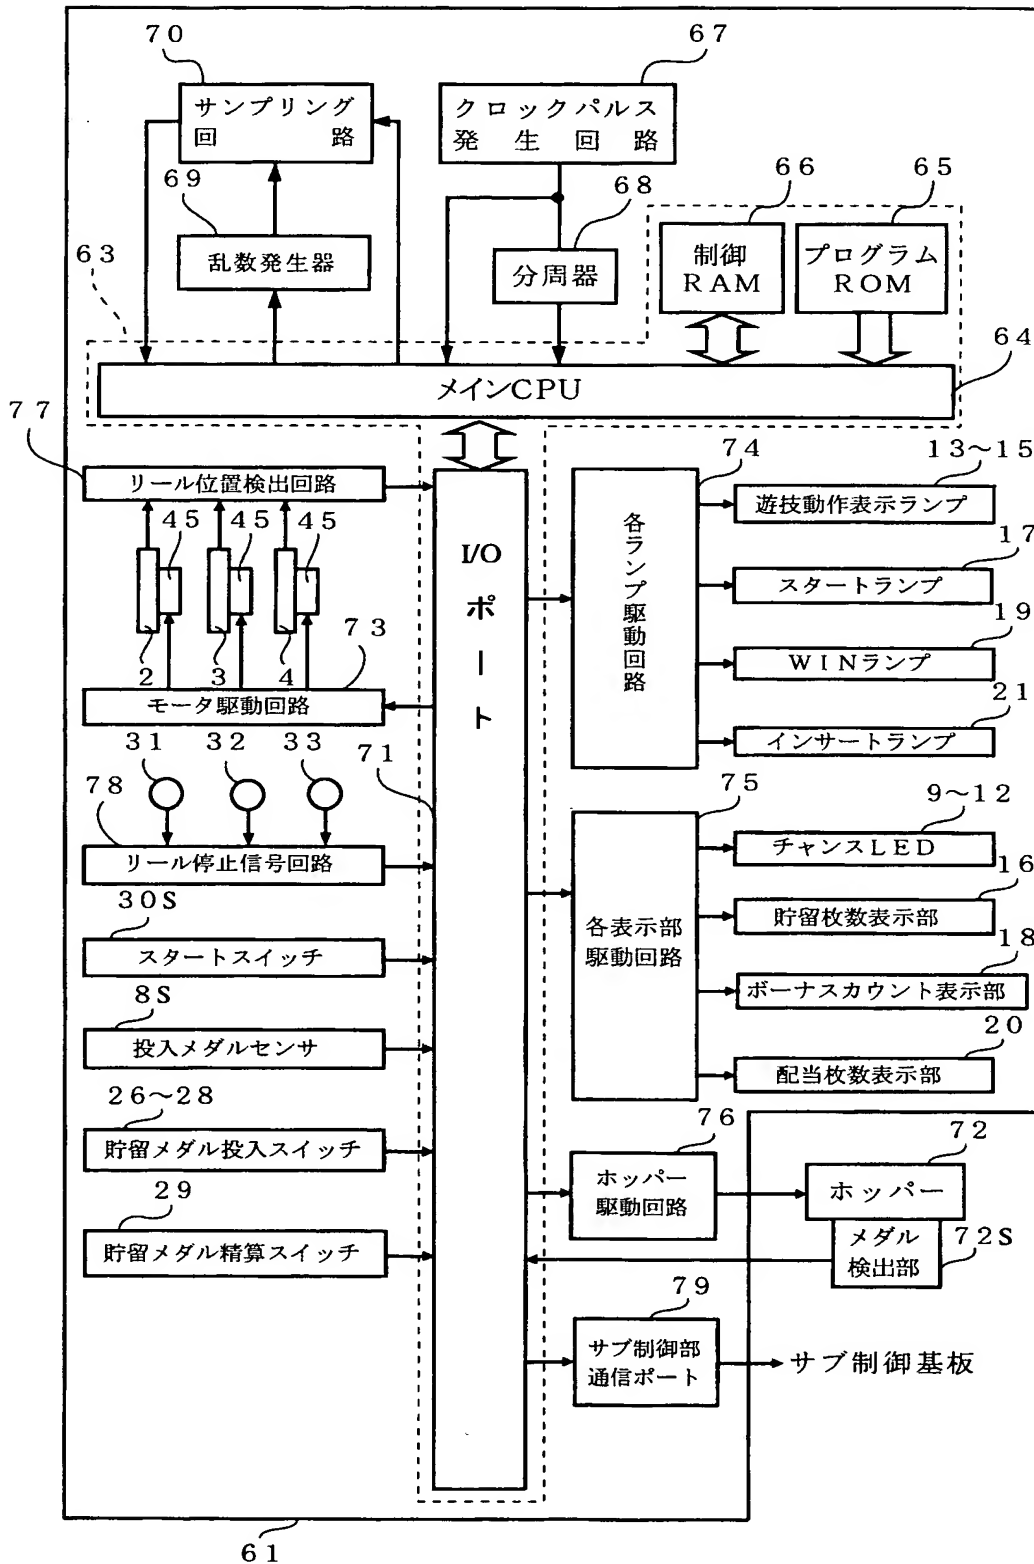 70
サンプリング
回路
67
クロックパルス
発生回路
69
乱数発生器
68
分周器
66
制御
RAM
65
プログラム
ROM
63
64
メインCPU
77
リール位置検出回路
45
45
45
2
3
4
73
モータ駆動回路
31
32
33
78
リール停止信号回路
30S
スタートスイッチ
8S
投入メダルセンサ
26〜28
貯留メダル投入スイッチ
29
貯留メダル精算スイッチ
71
I/Oポート
74
各ランプ駆動回路
13〜15
遊技動作表示ランプ
17
スタートランプ
19
WINランプ
21
インサートランプ
75
各表示部
駆動回路
9〜12
チャンスLED
16
貯留枚数表示部
18
ボーナスカウント表示部
20
配当枚数表示部
76
ホッパー
駆動回路
72
ホッパー
メダル
検出部
72S
79
サブ制御部
通信ポート
サブ制御基板
61